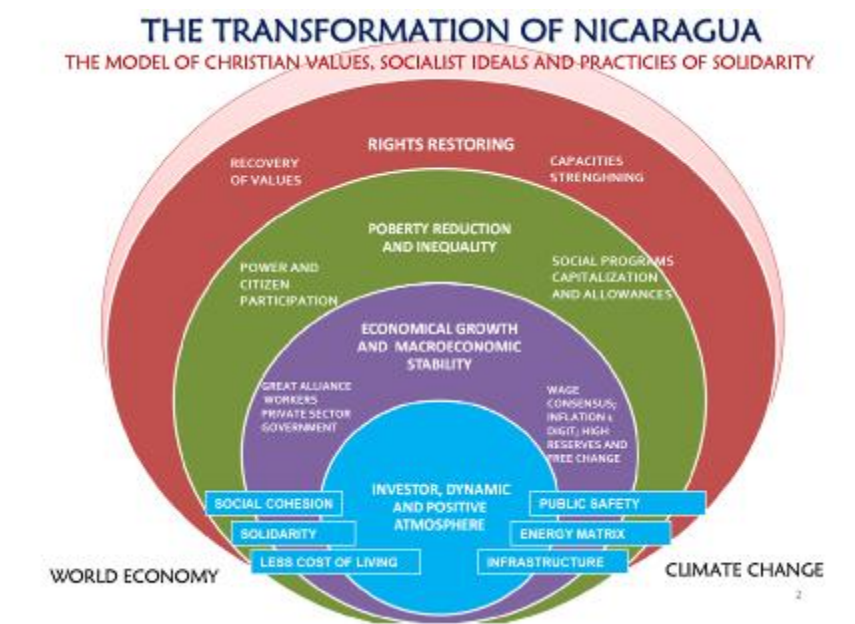 THE TRANSFORMATION OF NICARAGUA
THE MODEL OF CHRISTIAN VALUES, SOCIALIST IDEALS AND PRACTICIES OF SOLIDARITY
RIGHTS RESTORING
RECOVERY
OF VALUES
CAPACITIES
STRENGHNING
POBERTY REDUCTION
AND INEQUALITY
POWER AND
CITIZEN
PARTICIPATION
SOCIAL PROGRAMS
CAPITALIZATION
AND ALLOWANCES
ECONOMICAL GROWTH
AND MACROECONOMIC
STABILITY
GREAT ALLIANCE
WORKERS
PRIVATE SECTOR
GOVERNMENT
WAGE
CONSENSUS;
INFLATION 1
DIGIT; HIGH
RESERVES AND
FREE CHANGE
INVESTOR, DYNAMIC
AND POSITIVE
ATMOSPHERE
SOCIAL COHESION
SOLIDARITY
LESS COST OF LIVING
PUBLIC SAFETY
ENERGY MATRIX
INFRASTRUCTURE
WORLD ECONOMY
CLIMATE CHANGE
2